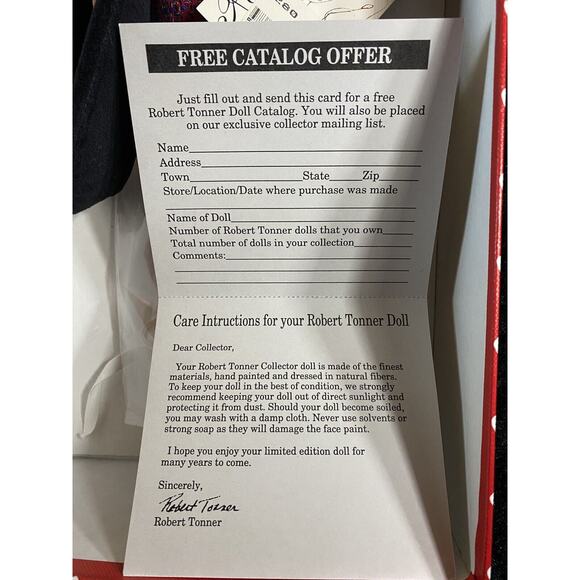 FREE CATALOG OFFER
Just fill out and send this card for a free
Robert Tonner Doll Catalog. You will also be placed
on our exclusive collector mailing list.
Name
Address
Town State Zip
Store/Location/Date where purchase was made
Name of Doll
Number of Robert Tonner dolls that you own
Total number of dolls in your collection
Comments:
Care Intructions for your Robert Tonner Doll
Dear Collector,
Your Robert Tonner Collector doll is made of the finest
materials, hand painted and dressed in natural fibers.
To keep your doll in the best of condition, we strongly
recommend keeping your doll out of direct sunlight and
protecting it from dust. Should your doll become soiled,
you may wash with a damp cloth. Never use solvents or
strong soap as they will damage the face paint.
I hope you enjoy your limited edition doll for
many years to come.
Sincerely,
Robert Tonner
Robert Tonner